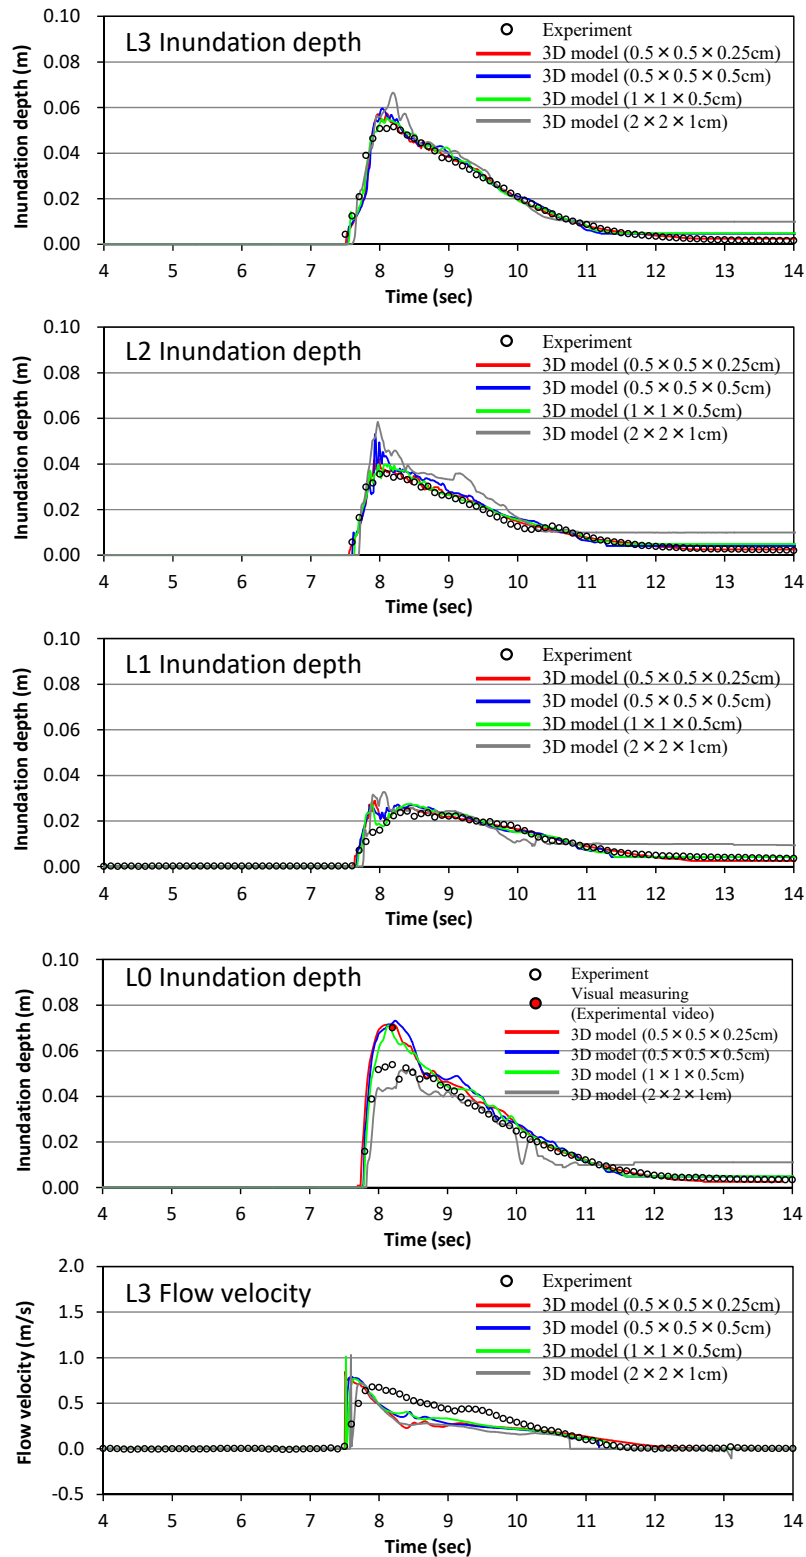 L3 Inundation depth
Experiment
3D model (0.5×0.5×0.25cm)
3D model (0.5×0.5×0.5cm)
3D model (1×1×0.5cm)
3D model (2×2×1cm)
Inundation depth (m)
0.10
0.08
0.06
0.04
0.02
0.00
4 5 6 7 8 9 10 11 12 13 14
Time (sec)
L2 Inundation depth
Experiment
3D model (0.5×0.5×0.25cm)
3D model (0.5×0.5×0.5cm)
3D model (1×1×0.5cm)
3D model (2×2×1cm)
Inundation depth (m)
0.10
0.08
0.06
0.04
0.02
0.00
4 5 6 7 8 9 10 11 12 13 14
Time (sec)
L1 Inundation depth
Experiment
3D model (0.5×0.5×0.25cm)
3D model (0.5×0.5×0.5cm)
3D model (1×1×0.5cm)
3D model (2×2×1cm)
Inundation depth (m)
0.10
0.08
0.06
0.04
0.02
0.00
4 5 6 7 8 9 10 11 12 13 14
Time (sec)
L0 Inundation depth
Experiment
Visual measuring
(Experimental video)
3D model (0.5×0.5×0.25cm)
3D model (0.5×0.5×0.5cm)
3D model (1×1×0.5cm)
3D model (2×2×1cm)
Inundation depth (m)
0.10
0.08
0.06
0.04
0.02
0.00
4 5 6 7 8 9 10 11 12 13 14
Time (sec)
L3 Flow velocity
Experiment
3D model (0.5×0.5×0.25cm)
3D model (0.5×0.5×0.5cm)
3D model (1×1×0.5cm)
3D model (2×2×1cm)
Flow velocity (m/s)
2.0
1.5
1.0
0.5
0.0
-0.5
4 5 6 7 8 9 10 11 12 13 14
Time (sec)